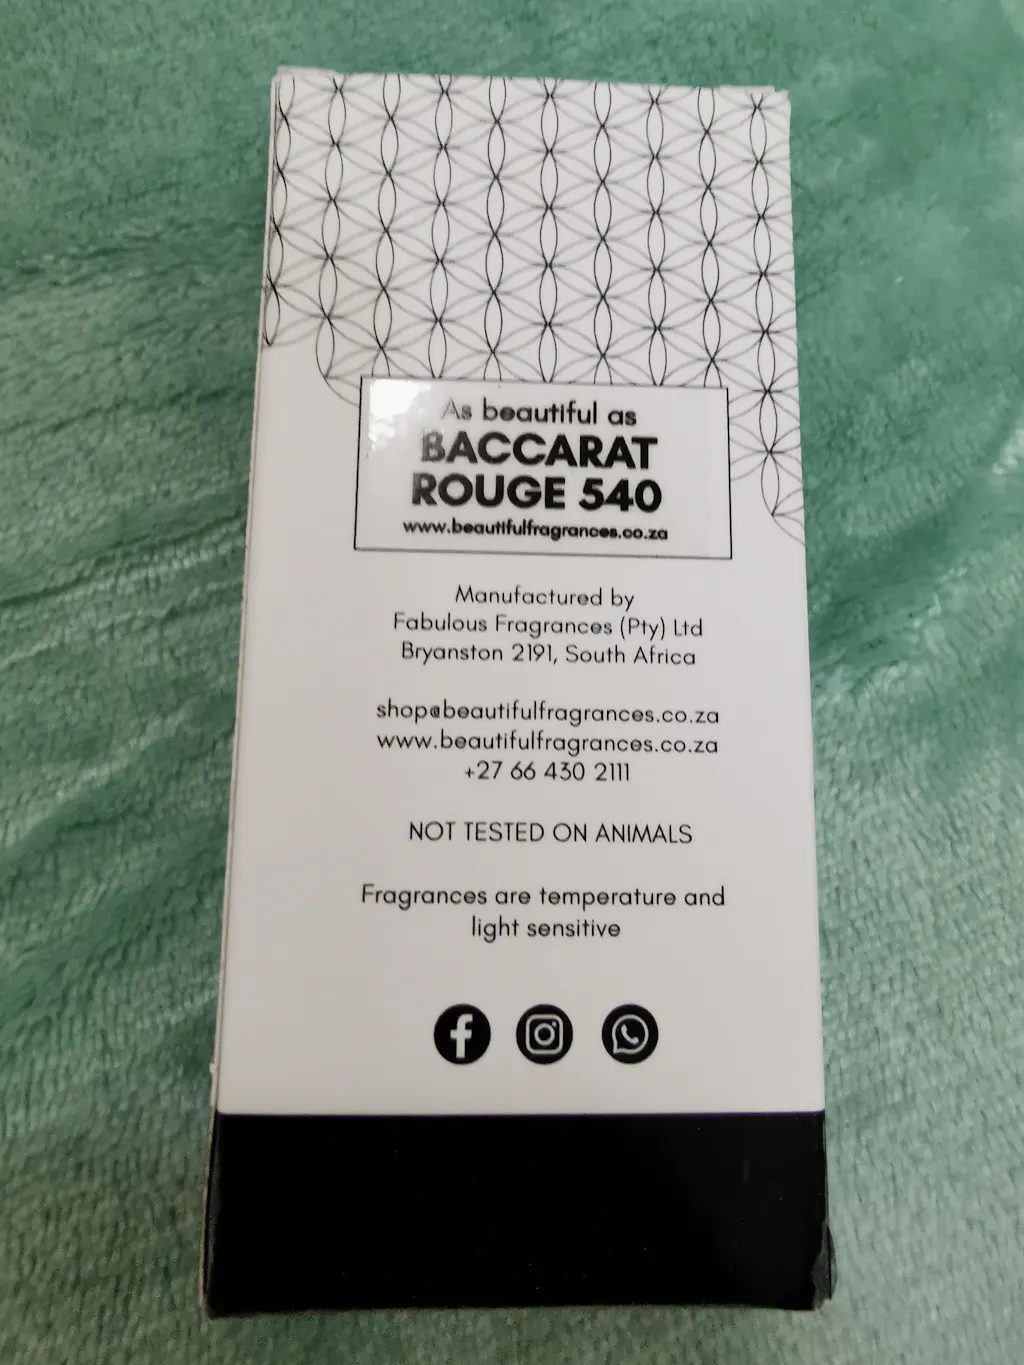 As beautiful as
BACCARAT
ROUGE 540
www.beautifulfragrances.co.za
Manufactured by
Fabulous Fragrances (Pty) Ltd
Bryanston 2191, South Africa
shop@beautifulfragrances.co.za
www.beautifulfragrances.co.za
+27 66 430 2111
NOT TESTED ON ANIMALS
Fragrances are temperature and
light sensitive